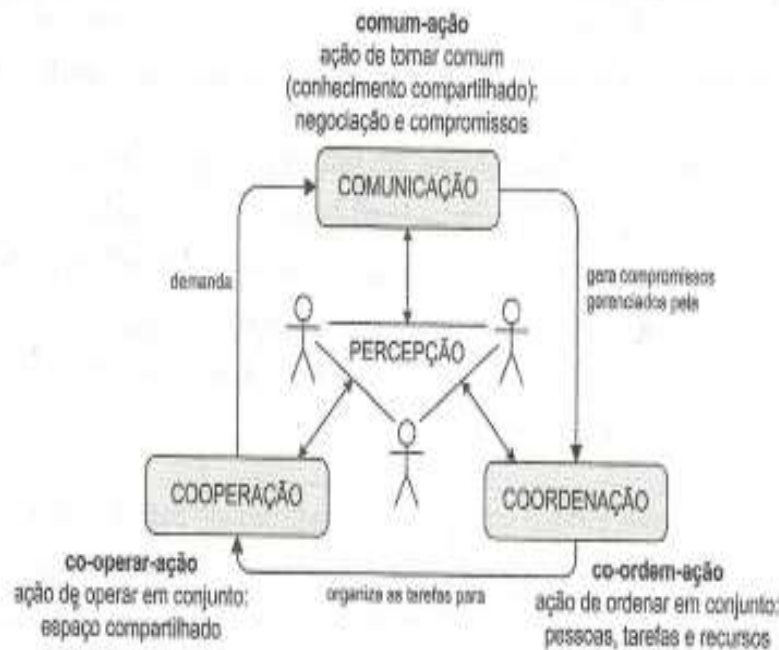 comum-ação
ação de tornar comum
(conhecimento compartilhado):
negociação e compromissos
COMUNICAÇÃO
demanda
gera compromissos
gerenciados pela
PERCEPÇÃO
COOPERAÇÃO
COORDENAÇÃO
co-operar-ação
ação de operar em conjunto:
espaço compartilhado
organiza as tarefas para
co-ordem-ação
ação de ordenar em conjunto:
pessoas, tarefas e recursos